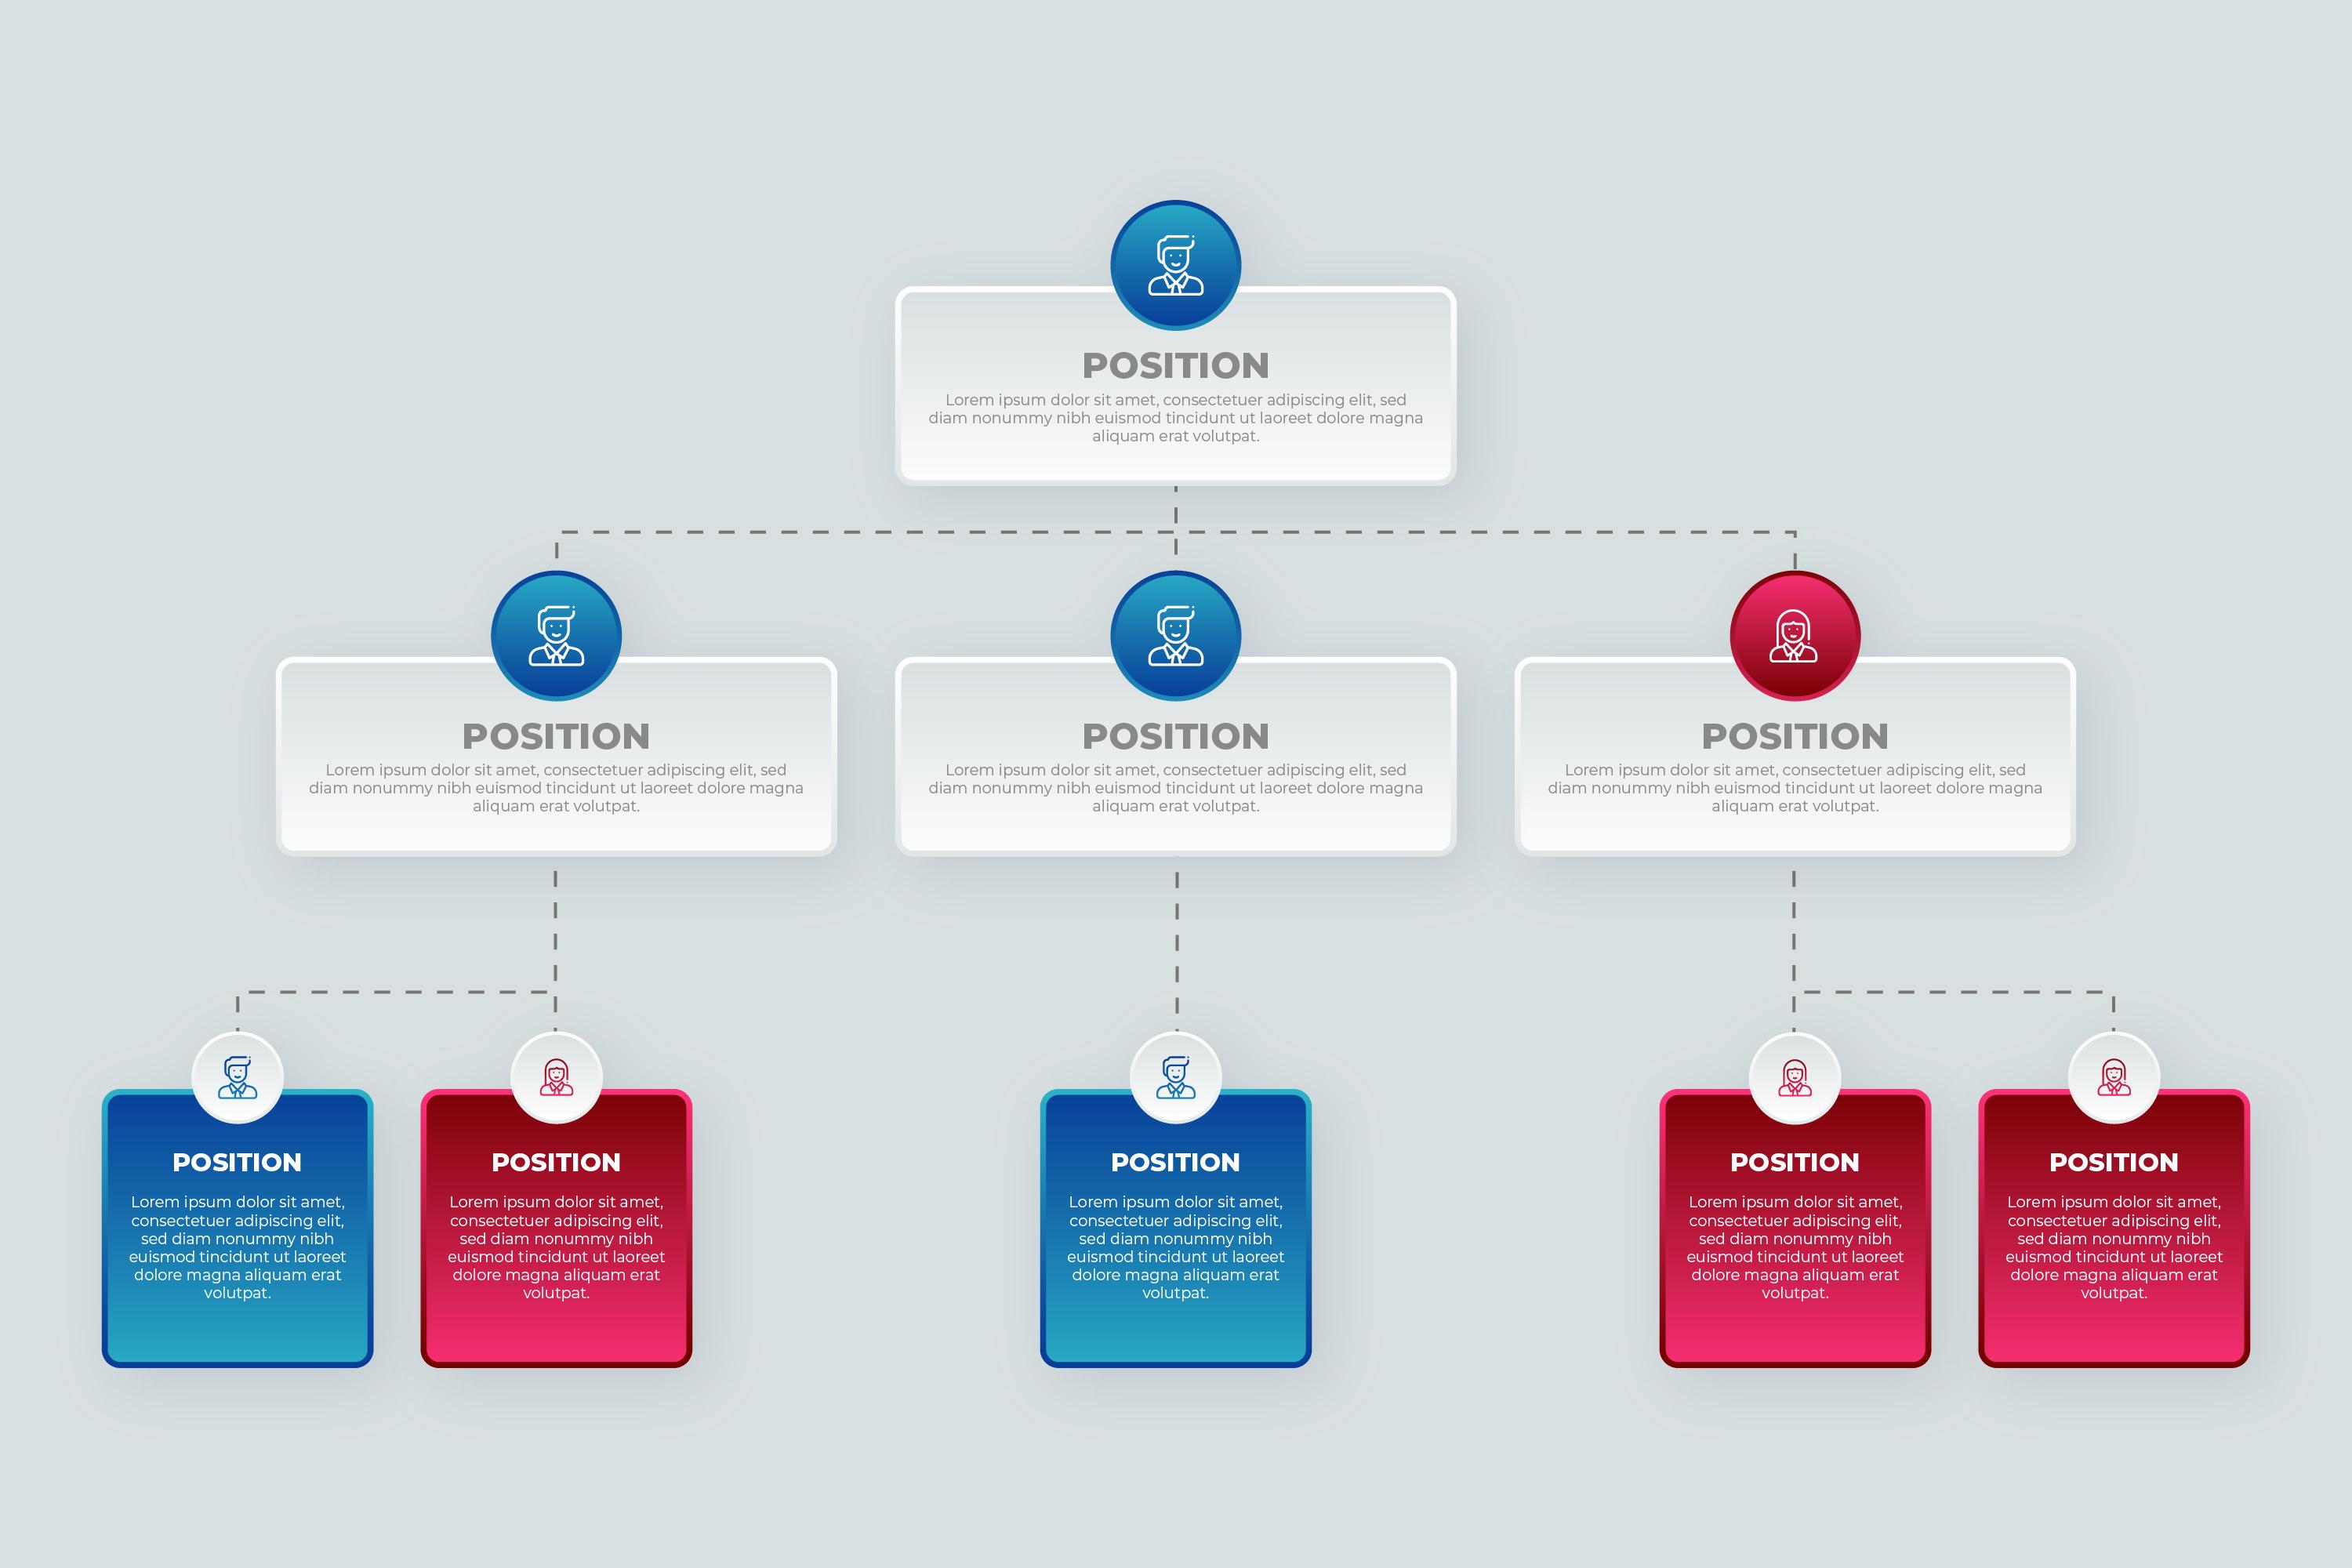 POSITION
Lorem ipsum dolor sit amet, consectetuer adipiscing elit, sed
diam nonummy nibh euismod tincidunt ut laoreet dolore magna
aliquam erat volutpat.
POSITION
Lorem ipsum dolor sit amet, consectetuer adipiscing elit, sed
diam nonummy nibh euismod tincidunt ut laoreet dolore magna
aliquam erat volutpat.
POSITION
Lorem ipsum dolor sit amet, consectetuer adipiscing elit, sed
diam nonummy nibh euismod tincidunt ut laoreet dolore magna
aliquam erat volutpat.
POSITION
Lorem ipsum dolor sit amet, consectetuer adipiscing elit, sed
diam nonummy nibh euismod tincidunt ut laoreet dolore magna
aliquam erat volutpat.
POSITION
Lorem ipsum dolor sit amet,
consectetuer adipiscing elit,
sed diam nonummy nibh
euismod tincidunt ut laoreet
dolore magna aliquam erat
volutpat.
POSITION
Lorem ipsum dolor sit amet,
consectetuer adipiscing elit,
sed diam nonummy nibh
euismod tincidunt ut laoreet
dolore magna aliquam erat
volutpat.
POSITION
Lorem ipsum dolor sit amet,
consectetuer adipiscing elit,
sed diam nonummy nibh
euismod tincidunt ut laoreet
dolore magna aliquam erat
volutpat.
POSITION
Lorem ipsum dolor sit amet,
consectetuer adipiscing elit,
sed diam nonummy nibh
euismod tincidunt ut laoreet
dolore magna aliquam erat
volutpat.
POSITION
Lorem ipsum dolor sit amet,
consectetuer adipiscing elit,
sed diam nonummy nibh
euismod tincidunt ut laoreet
dolore magna aliquam erat
volutpat.